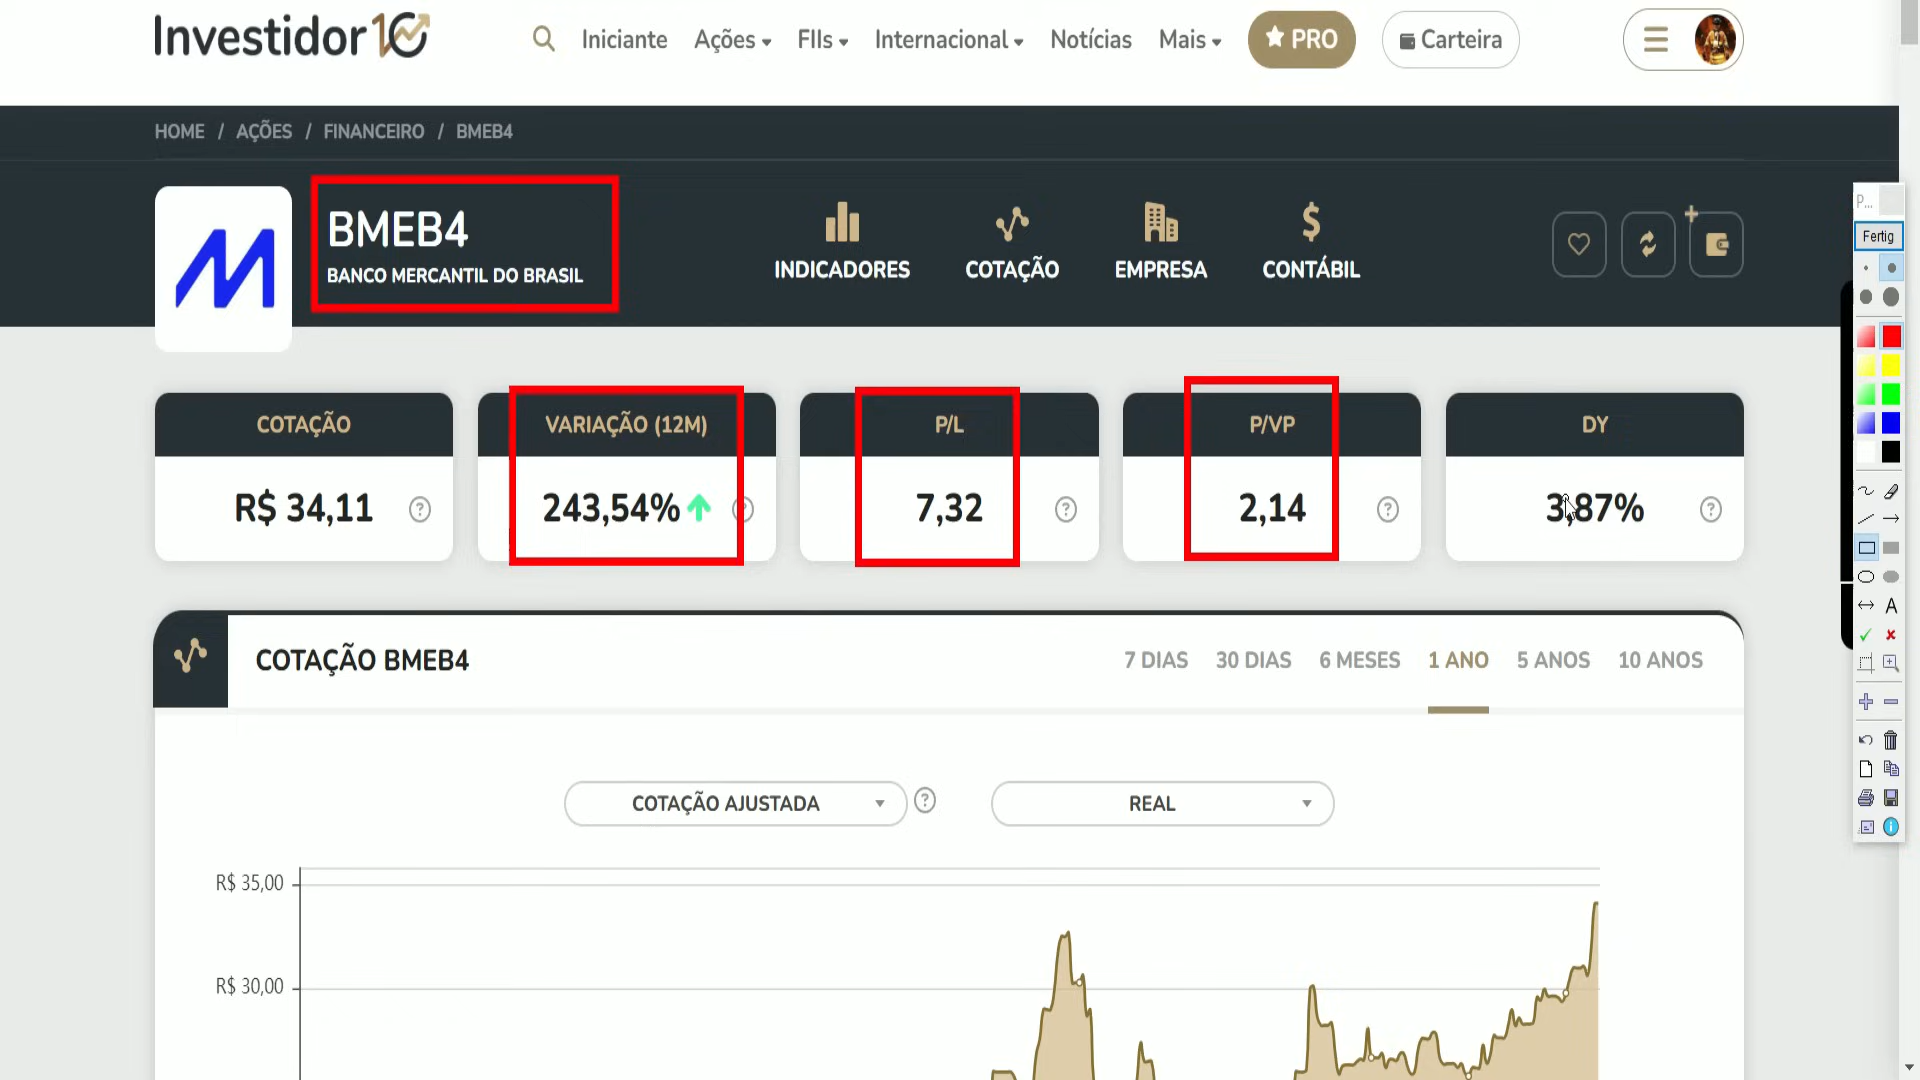 Investidor 10
Iniciante
Ações
FIIs
Internacional
Notícias
Mais
PRO
Carteira
HOME / AÇÕES / FINANCEIRO / BMEB4
BMEB4
BANCO MERCANTIL DO BRASIL
INDICADORES
COTAÇÃO
EMPRESA
CONTÁBIL
P...
Fertig
COTAÇÃO
R$ 34,11
VARIAÇÃO (12M)
243,54%
P/L
7,32
P/VP
2,14
DY
3,87%
COTAÇÃO BMEB4
7 DIAS
30 DIAS
6 MESES
1 ANO
5 ANOS
10 ANOS
COTAÇÃO AJUSTADA
REAL
R$ 35,00
R$ 30,00